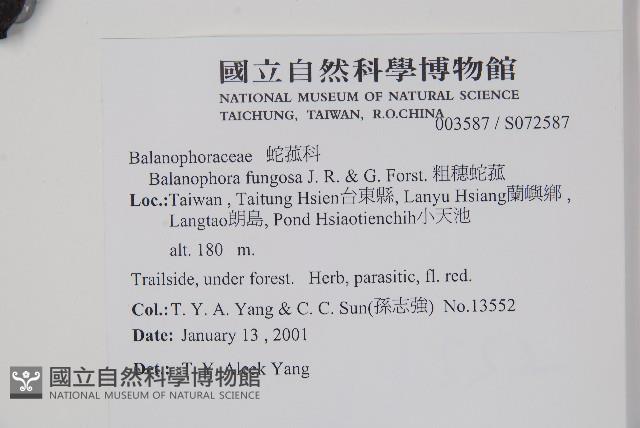 國立自然科學博物館
NATIONAL MUSEUM OF NATURAL SCIENCE
TAICHUNG, TAIWAN, R.O.CHINA
003587 / S072587
Balanophoraceae 蛇菰科
Balanophora fungosa J. R. & G. Forst. 粗穗蛇菰
Loc.:Taiwan , Taitung Hsien台東縣, Lanyu Hsiang蘭嶼鄉 ,
Langtao朗島, Pond Hsiaotienchih小天池
alt. 180 m.
Trailside, under forest. Herb, parasitic, fl. red.
Col.:T. Y. A. Yang & C. C. Sun(孫志強) No.13552
Date: January 13 , 2001
Det.: T. Y. Aleck Yang
國立自然科學博物館
NATIONAL MUSEUM OF NATURAL SCIENCE